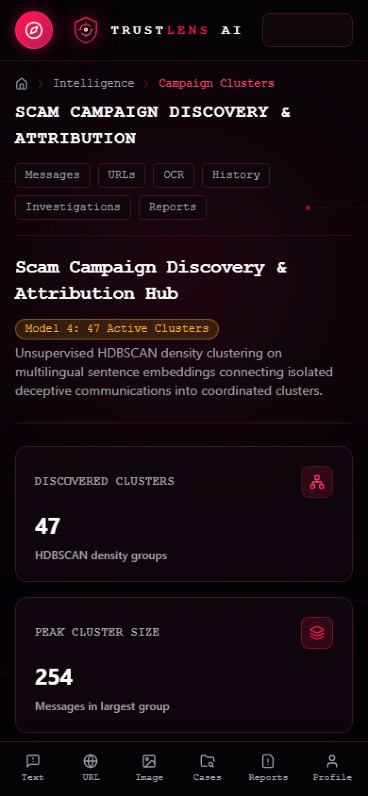 TRUSTLENS AI
Intelligence
Campaign Clusters
SCAM CAMPAIGN DISCOVERY &
ATTRIBUTION
Messages
URLs
OCR
History
Investigations
Reports
Scam Campaign Discovery &
Attribution Hub
Model 4: 47 Active Clusters
Unsupervised HDBSCAN density clustering on
multilingual sentence embeddings connecting isolated
deceptive communications into coordinated clusters.
DISCOVERED CLUSTERS
47
HDBSCAN density groups
PEAK CLUSTER SIZE
254
Messages in largest group
Text
URL
Image
Cases
Reports
Profile